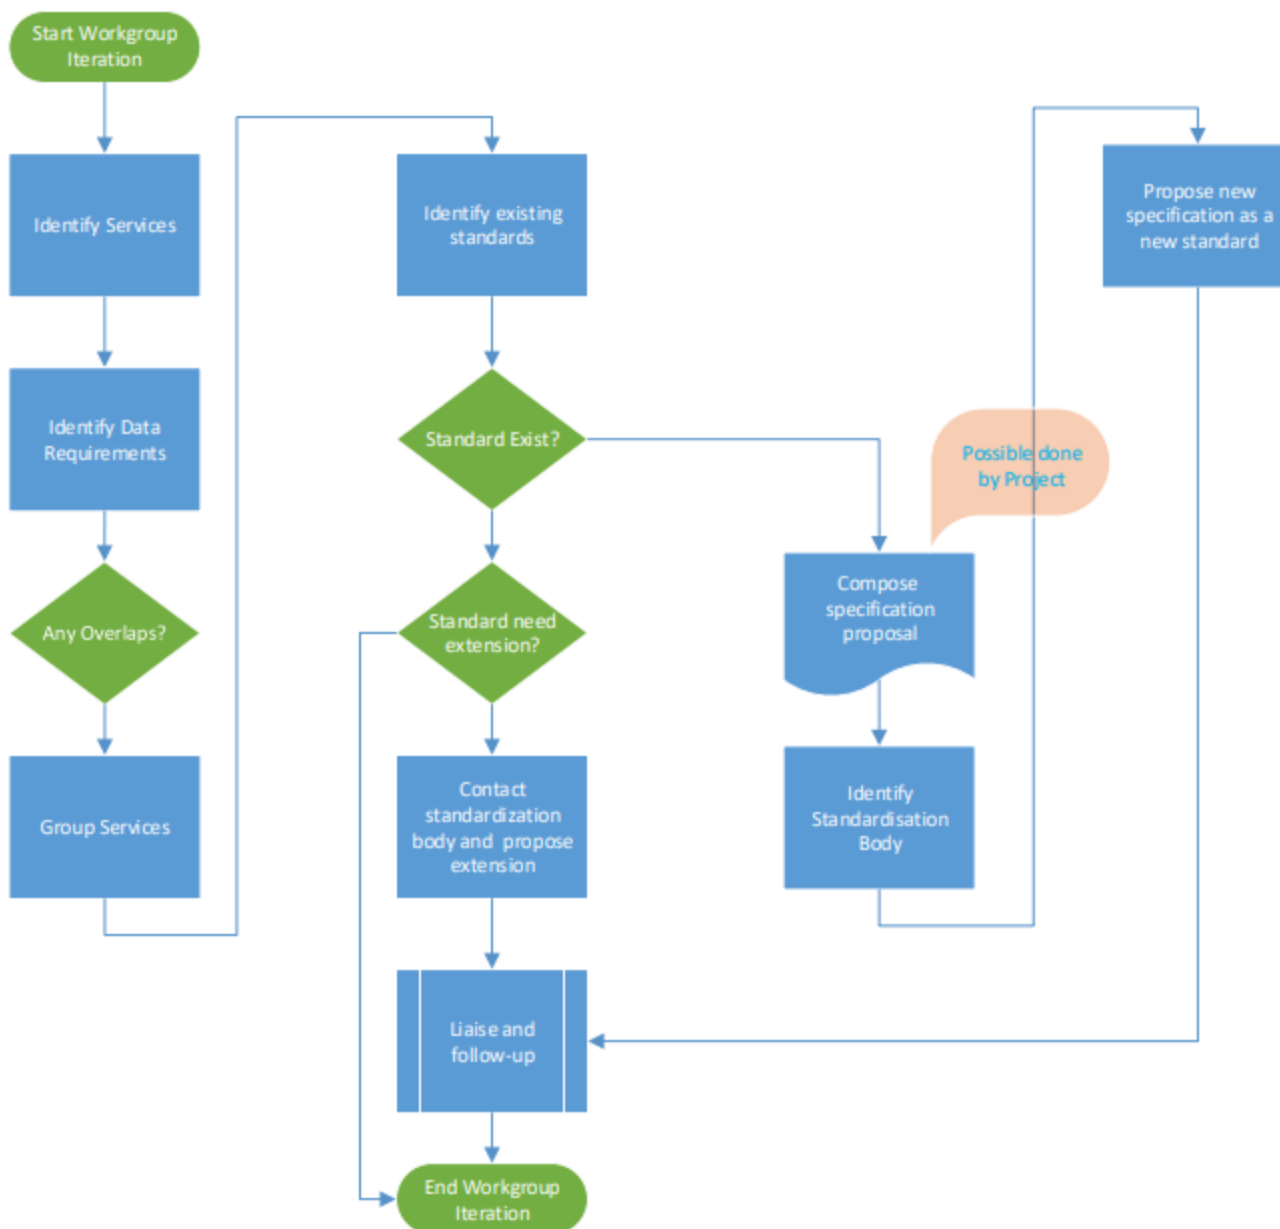 Start Workgroup
Iteration
Identify Services
Identify Data
Requirements
Any Overlaps?
Group Services
Identify existing
standards
Standard Exist?
Standard need
extension?
Contact
standardization
body and propose
extension
Liaise and
follow-up
End Workgroup
Iteration
Possible done
by Project
Compose
specification
proposal
Identify
Standardisation
Body
Propose new
specification as a
new standard